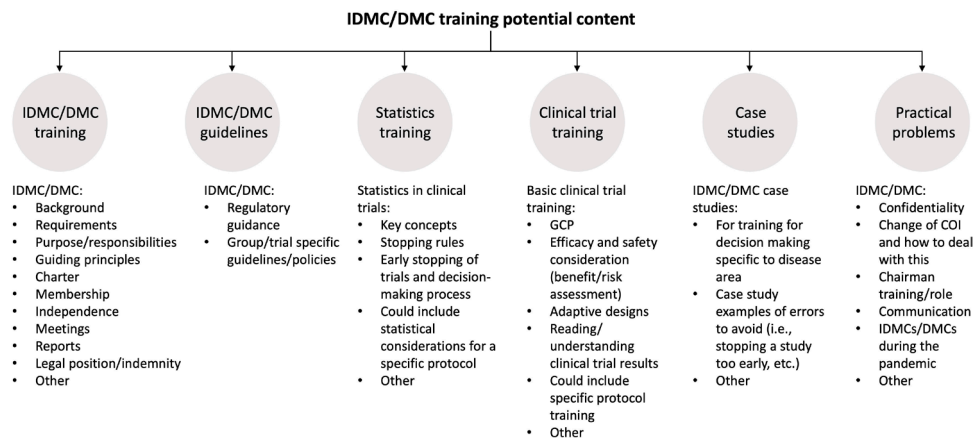 IDMC/DMC training potential content
IDMC/DMC
training
IDMC/DMC
guidelines
Statistics
training
Clinical trial
training
Case
studies
Practical
problems
IDMC/DMC:
• Background
• Requirements
• Purpose/responsibilities
• Guiding principles
• Charter
• Membership
• Independence
• Meetings
• Reports
• Legal position/indemnity
• Other
IDMC/DMC:
• Regulatory
guidance
• Group/trial specific
guidelines/policies
Statistics in clinical
trials:
• Key concepts
• Stopping rules
• Early stopping of
trials and decision-
making process
• Could include
statistical
considerations for a
specific protocol
• Other
Basic clinical trial
training:
• GCP
• Efficacy and safety
consideration
(benefit/risk
assessment)
• Adaptive designs
• Reading/
understanding
clinical trial results
• Could include
specific protocol
training
• Other
IDMC/DMC case
studies:
• For training for
decision making
specific to disease
area
• Case study
examples of errors
to avoid (i.e.,
stopping a study
too early, etc.)
• Other
IDMC/DMC:
• Confidentiality
• Change of COI
and how to deal
with this
• Chairman
training/role
• Communication
• IDMCs/DMCs
during the
pandemic
• Other